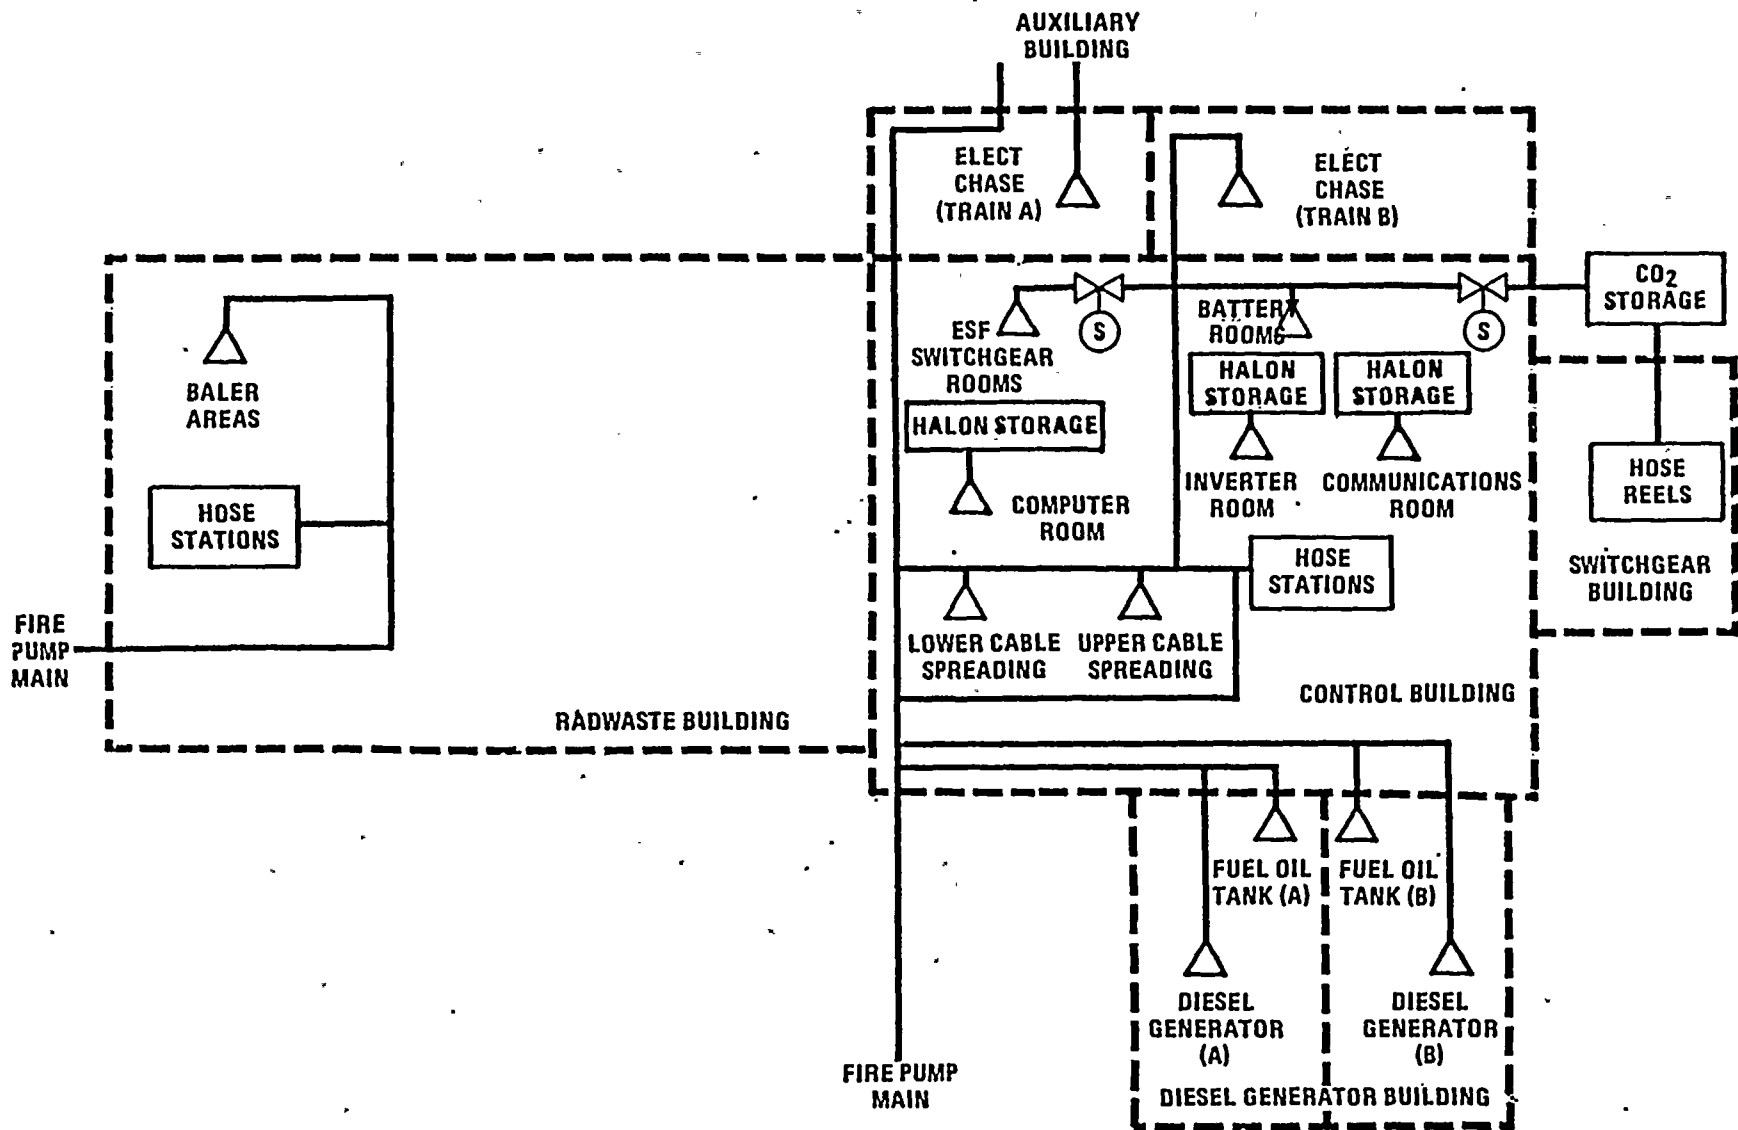 AUXILIARY
BUILDING
ELECT
CHASE
(TRAIN A)
ELECT
CHASE
(TRAIN B)
CO2
STORAGE
BATTERY
ROOMS
S
S
ESF
SWITCHGEAR
ROOMS
HALON
STORAGE
HALON
STORAGE
BALER
AREAS
HALON STORAGE
HOSE
REELS
INVERTER
ROOM
COMMUNICATIONS
ROOM
COMPUTER
ROOM
HOSE
STATIONS
HOSE
STATIONS
SWITCHGEAR
BUILDING
FIRE
PUMP
MAIN
LOWER CABLE
SPREADING
UPPER CABLE
SPREADING
CONTROL BUILDING
RADWASTE BUILDING
FUEL OIL
TANK (A)
FUEL OIL
TANK (B)
DIESEL
GENERATOR
(A)
DIESEL
GENERATOR
(B)
FIRE PUMP
MAIN
DIESEL GENERATOR BUILDING